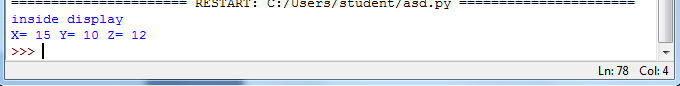 ====================== RESTART: C:/Users/student/asd.py ======================
inside display
X= 15 Y= 10 Z= 12
>>>
Ln: 78 Col: 4